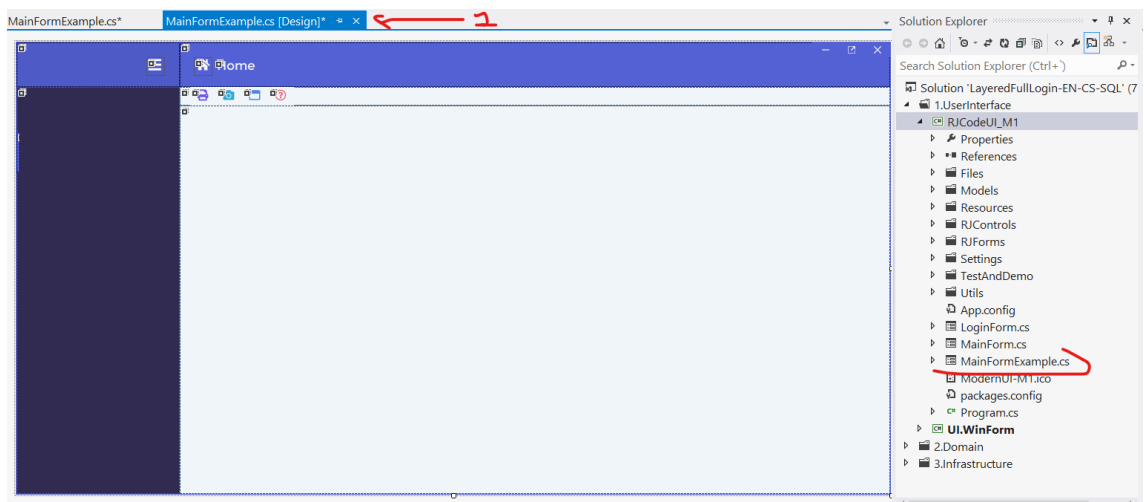 MainFormExample.cs*
MainFormExample.cs [Design]*
1
Home
Solution Explorer
Search Solution Explorer (Ctrl+`)
Solution 'LayeredFullLogin-EN-CS-SQL' (7
1.UserInterface
RJCodeUI_M1
Properties
References
Files
Models
Resources
RJControls
RJForms
Settings
TestAndDemo
Utils
App.config
LoginForm.cs
MainForm.cs
MainFormExample.cs
ModernUI-M1.ico
packages.config
Program.cs
UI.WinForm
2.Domain
3.Infrastructure